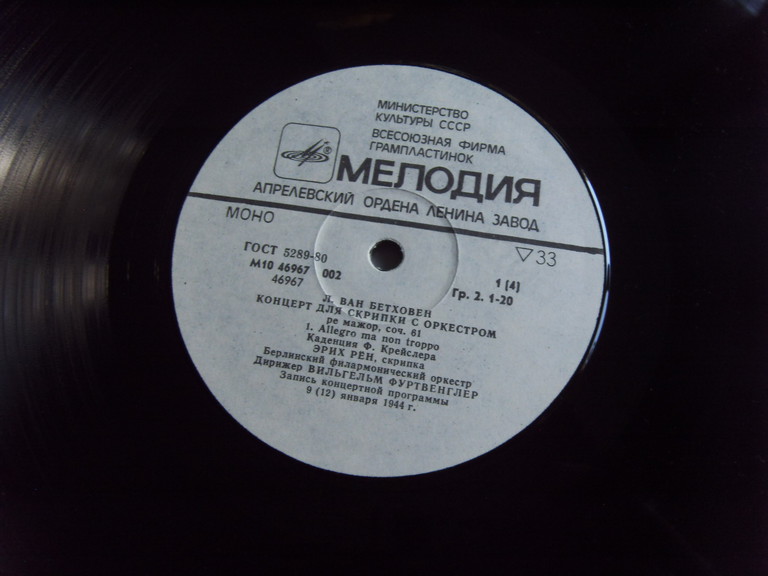 МИНИСТЕРСТВО
КУЛЬТУРЫ СССР
ВСЕСОЮЗНАЯ ФИРМА
ГРАМПЛАСТИНОК
МЕЛОДИЯ
АПРЕЛЕВСКИЙ ОРДЕНА ЛЕНИНА ЗАВОД
МОНО
▽33
ГОСТ 5289-80
М10 46967 002
46967
1 (4)
Гр. 2. 1-20
Л. ВАН БЕТХОВЕН
КОНЦЕРТ ДЛЯ СКРИПКИ С ОРКЕСТРОМ
ре мажор, соч. 61
1. Allegro ma non troppo
Каденция Ф. Крейслера
ЭРИХ РЕН, скрипка
Берлинский филармонический оркестр
Дирижер ВИЛЬГЕЛЬМ ФУРТВЕНГЛЕР
Запись концертной программы
9 (12) января 1944 г.